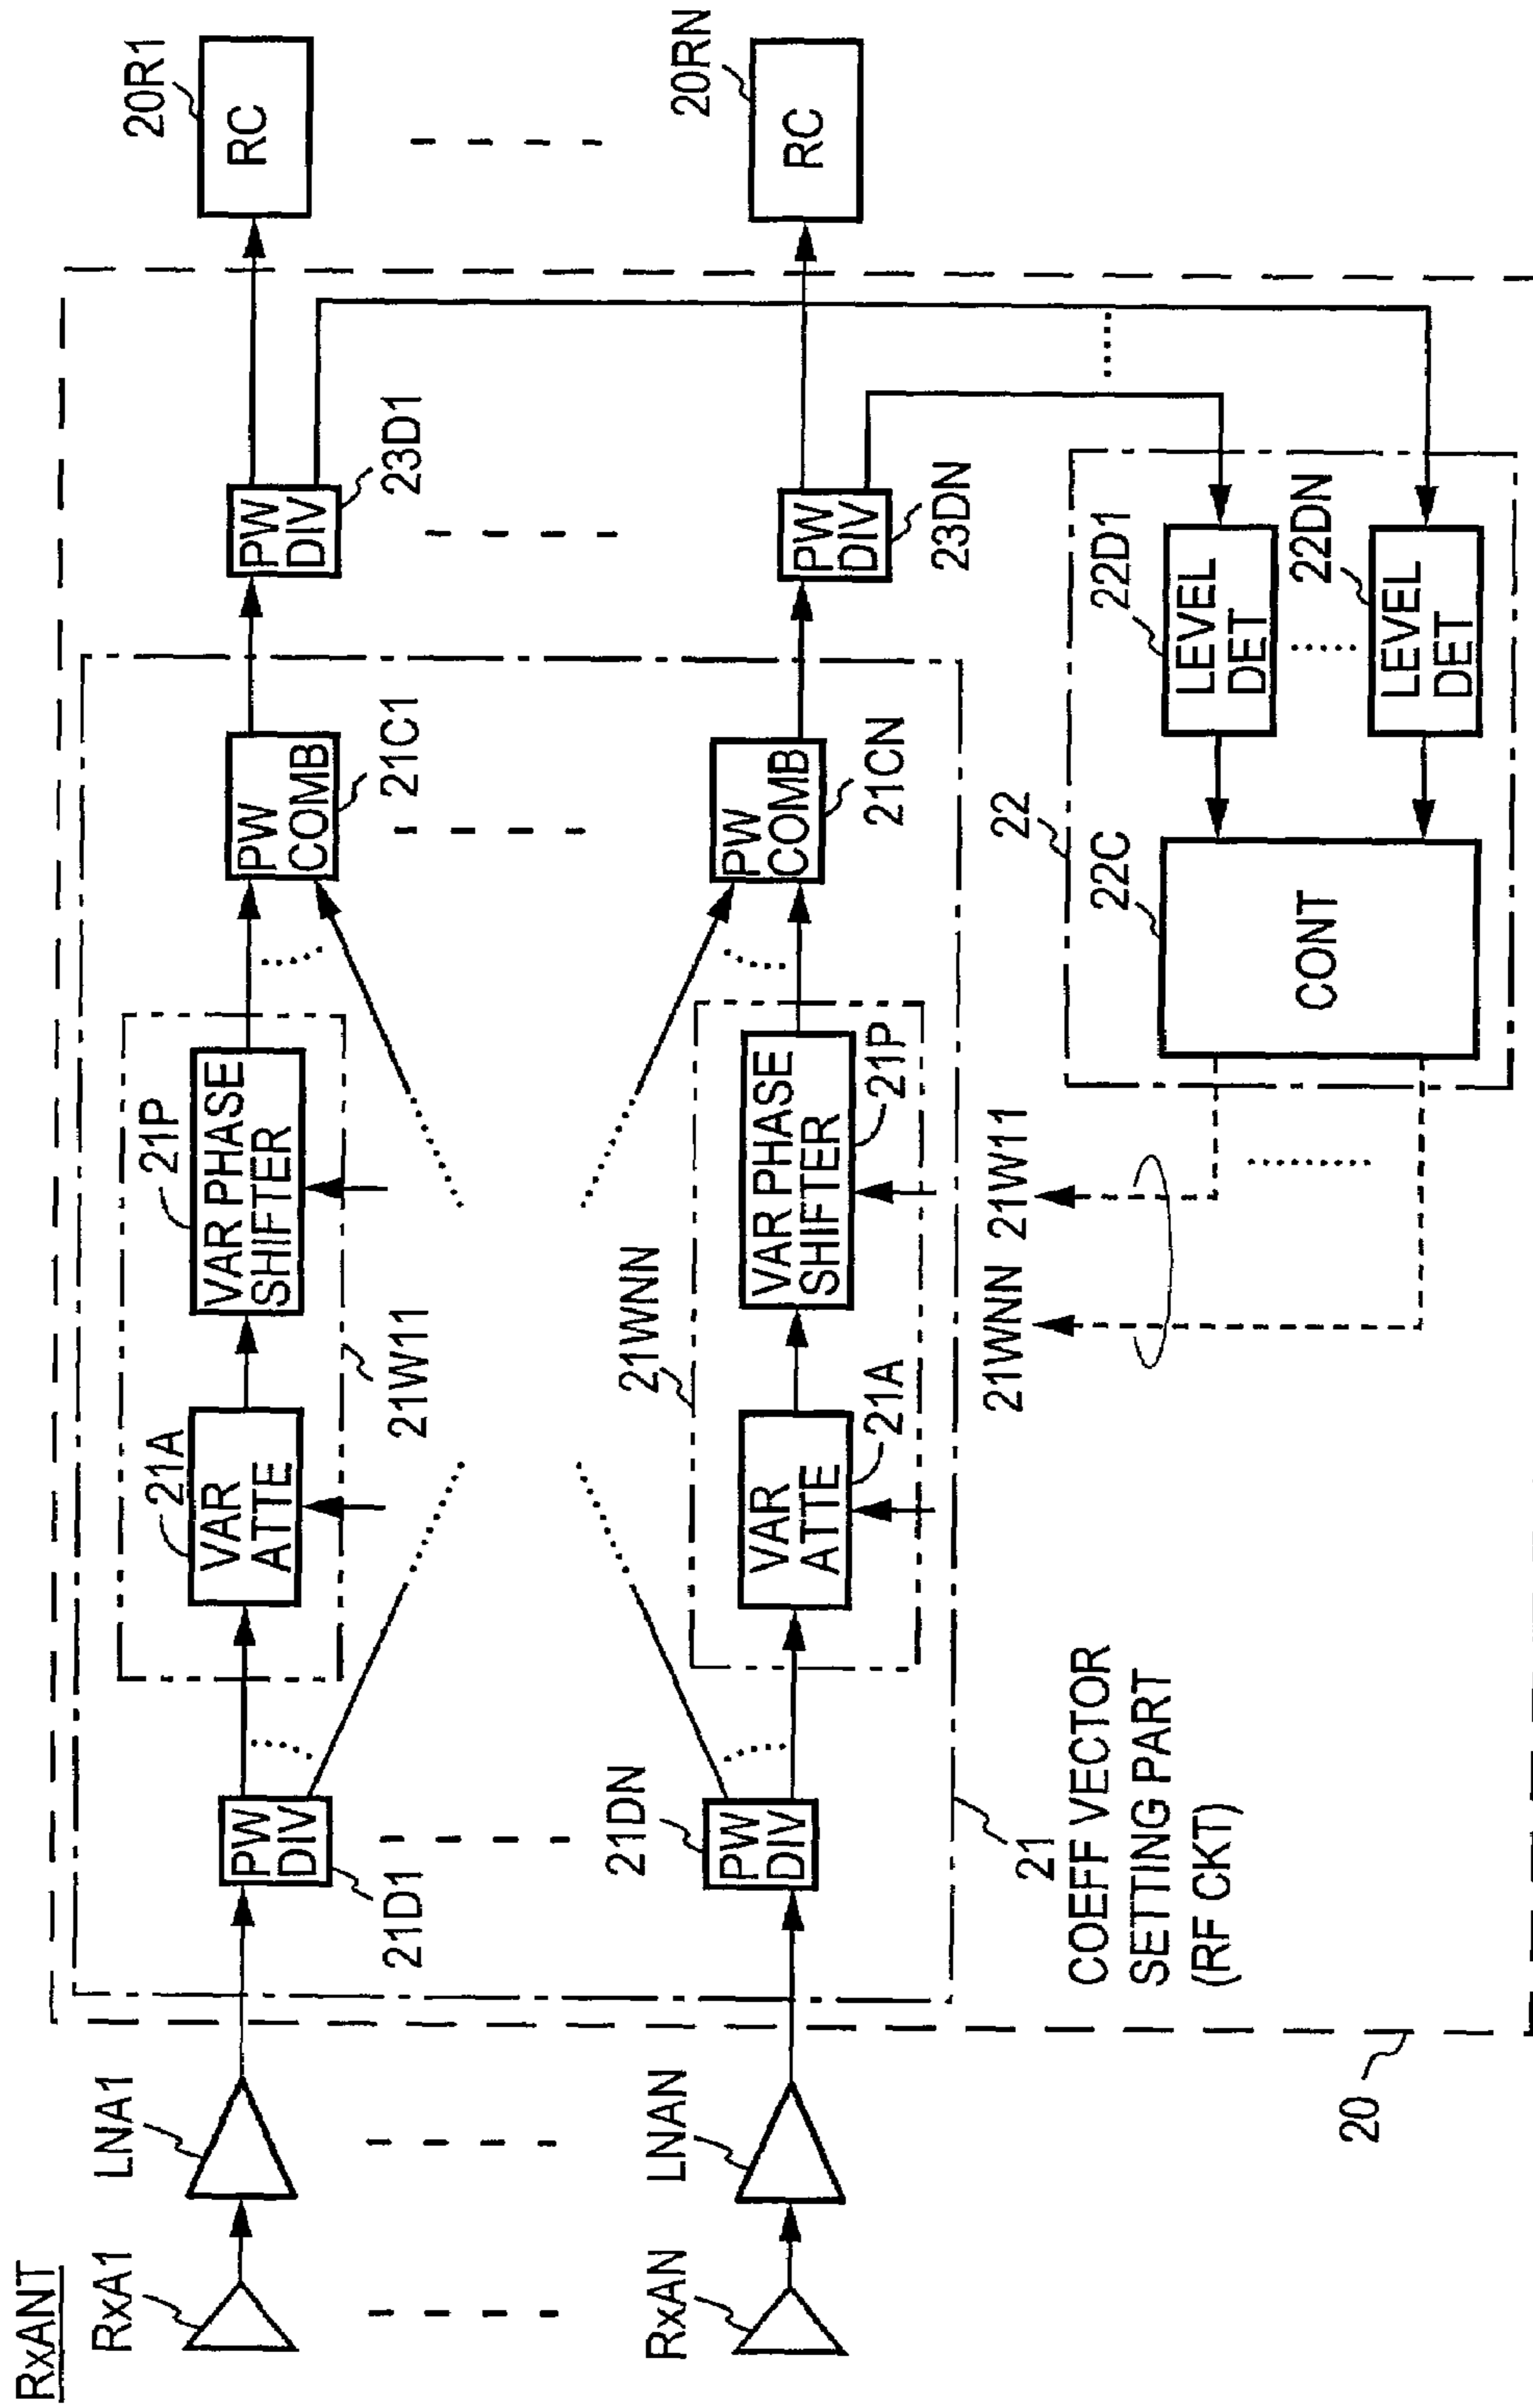 RxANT
RxA1
LNA1
21D1
PW
DIV
21A
VAR
ATTE
21P
VAR PHASE
SHIFTER
21W11
PW
COMB
21C1
PW
DIV
23D1
20R1
RC
RxAN
LNAN
21DN
PW
DIV
21WNN
VAR
ATTE
21A
VAR PHASE
SHIFTER
21P
PW
COMB
21CN
PW
DIV
23DN
20RN
RC
21
COEFF VECTOR
SETTING PART
(RF CKT)
21WNN 21W11
22
22C
CONT
22D1
LEVEL
DET
22DN
LEVEL
DET
20